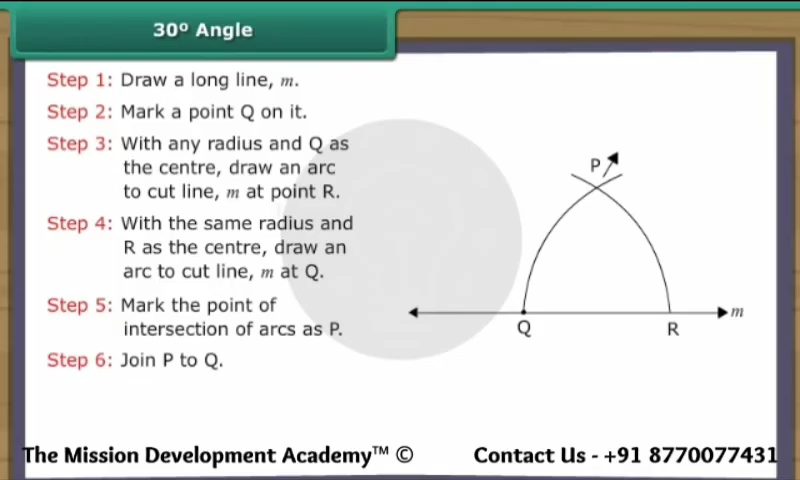 30º Angle
Step 1: Draw a long line, m.
Step 2: Mark a point Q on it.
Step 3: With any radius and Q as
the centre, draw an arc
to cut line, m at point R.
Step 4: With the same radius and
R as the centre, draw an
arc to cut line, m at Q.
Step 5: Mark the point of
intersection of arcs as P.
Step 6: Join P to Q.
P
m
Q
R
The Mission Development Academy™ ©
Contact Us - +91 8770077431